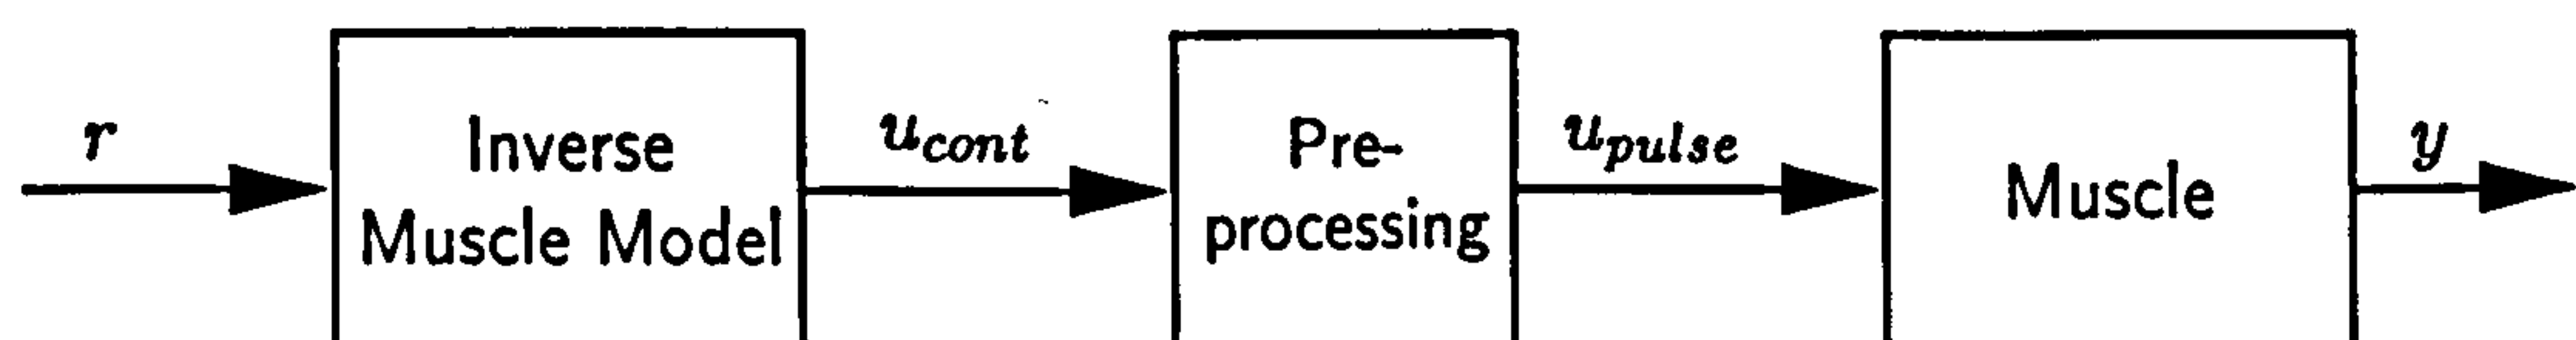 r
Inverse
Muscle Model
u_cont
Pre-
processing
u_pulse
Muscle
y